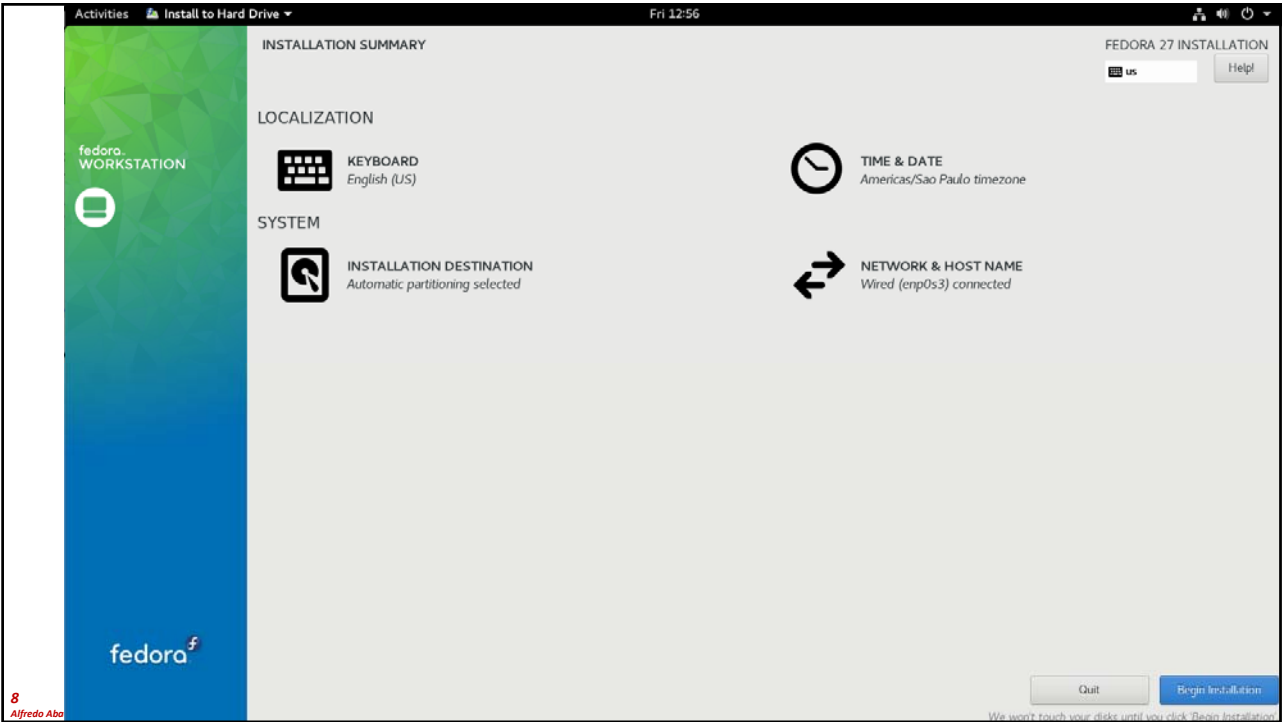 Activities Install to Hard Drive Fri 12:56
INSTALLATION SUMMARY
FEDORA 27 INSTALLATION
us Help!
LOCALIZATION
fedora
WORKSTATION
KEYBOARD
English (US)
TIME & DATE
Americas/Sao Paulo timezone
SYSTEM
INSTALLATION DESTINATION
Automatic partitioning selected
NETWORK & HOST NAME
Wired (enp0s3) connected
fedora
Quit Begin Installation
We won't touch your disks until you click 'Begin Installation'
8
Alfredo Aba